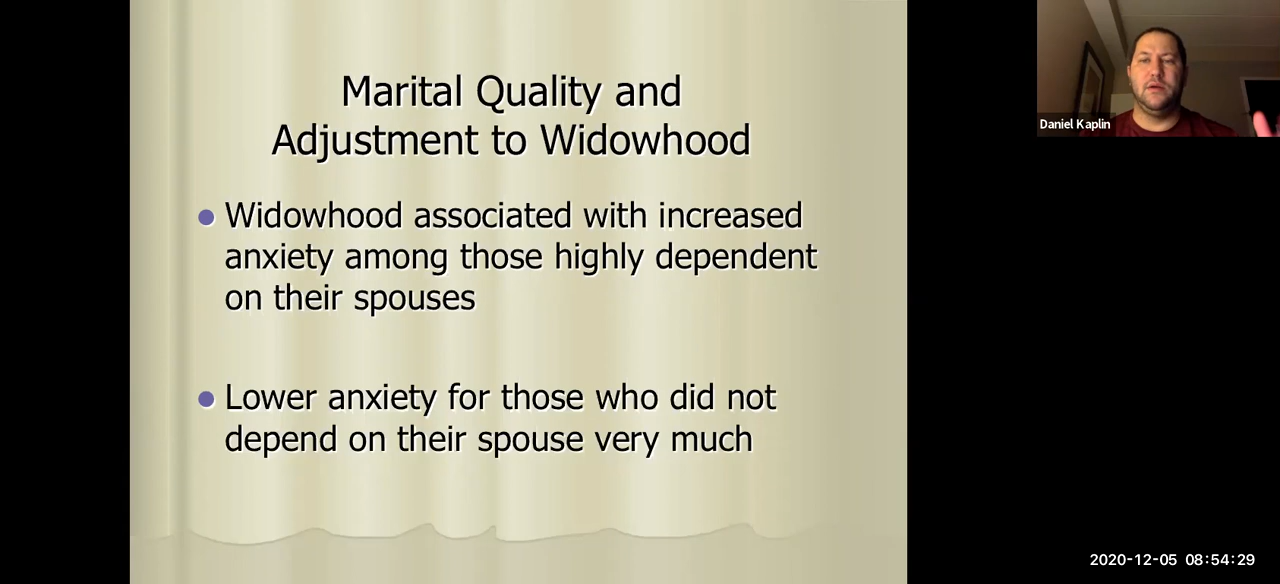 Marital Quality and
Adjustment to Widowhood
Widowhood associated with increased
anxiety among those highly dependent
on their spouses
Lower anxiety for those who did not
depend on their spouse very much
Daniel Kaplin
2020-12-05 08:54:29